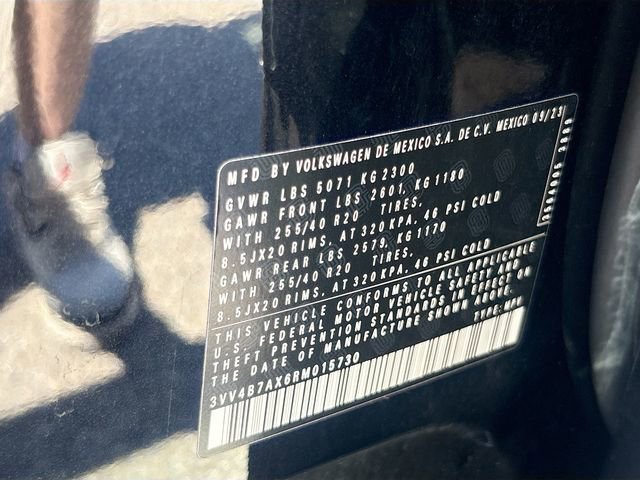 MFD BY VOLKSWAGEN DE MEXICO S.A. DE C.V. MEXICO 09/23
GVWR LBS 5071 KG 2300
GAWR FRONT LBS 2601, KG 1180
WITH 255/40 R20 TIRES,
8.5JX20 RIMS, AT 320 KPA, 46 PSI COLD
GAWR REAR LBS 2579, KG 1170
WITH 255/40 R20 TIRES,
8.5JX20 RIMS, AT 320 KPA, 46 PSI COLD
THIS VEHICLE CONFORMS TO ALL APPLICABLE
U.S. FEDERAL MOTOR VEHICLE SAFETY AND
THEFT PREVENTION STANDARDS IN EFFECT ON
THE DATE OF MANUFACTURE SHOWN ABOVE.
3VV4B7AX6RM015730 TYPE: MPV